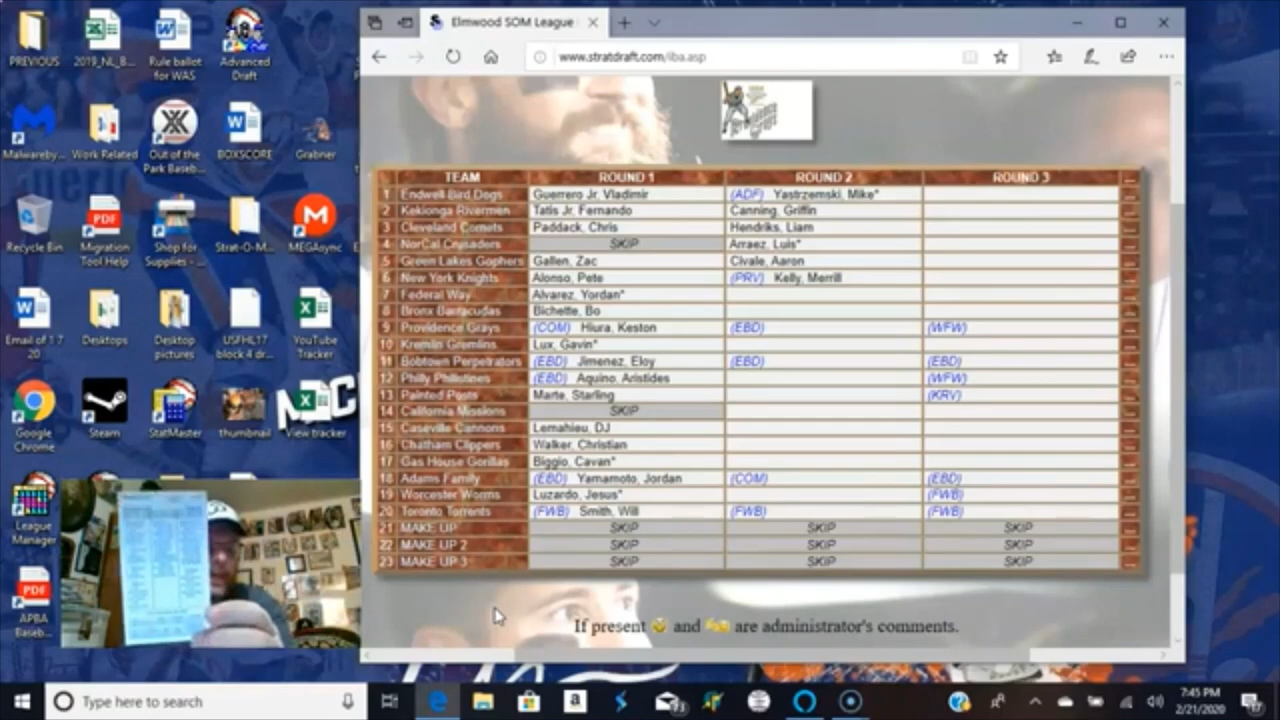 Elmwood SOM League
www.stratdraft.com/lba.asp
PREVIOUS
2019_NL_B...
Rule ballot for WAS
Advanced Draft
Malwareby...
Work Related
Out of the Park Baseb...
BOXSCORE
Grabner
Recycle Bin
Migration Tool Help
Shop for Supplies - ...
Strat-O-M...
MEGAsync
Email of 1 7 20
Desktops
Desktop pictures
USFHL17 block 4 dr...
YouTube Tracker
Google Chrome
Steam
StatMaster
thumbnail
View tracker
League Manager
APBA Baseb...
TEAM ROUND 1 ROUND 2 ROUND 3 ...
1 Endwell Bird Dogs Guerrero Jr. Vladimir (ADF) Yastrzemski, Mike*
2 Kekionga Rivermen Tatis Jr. Fernando Canning, Griffin
3 Cleveland Comets Paddack, Chris Hendriks, Liam
4 NorCal Crusaders SKIP Arraez, Luis*
5 Green Lakes Gophers Gallen, Zac Civale, Aaron
6 New York Knights Alonso, Pete (PRV) Kelly, Merrill
7 Federal Way Alvarez, Yordan*
8 Bronx Barracudas Bichette, Bo
9 Providence Grays (COM) Hiura, Keston (EBD) (WFW)
10 Kremlin Gremlins Lux, Gavin*
11 Bobtown Perpetrators (EBD) Jimenez, Eloy (EBD) (EBD)
12 Philly Philistines (EBD) Aquino, Aristides (WFW)
13 Painted Posts Marte, Starling (KRV)
14 California Missions SKIP
15 Caseville Cannons Lemahieu, DJ
16 Chatham Clippers Walker, Christian
17 Gas House Gorillas Biggio, Cavan*
18 Adams Family (EBD) Yamamoto, Jordan (COM) (EBD)
19 Worcester Worms Luzardo, Jesus* (FWB)
20 Toronto Torrents (FWB) Smith, Will (FWB) (FWB)
21 MAKE UP SKIP SKIP SKIP
22 MAKE UP 2 SKIP SKIP SKIP
23 MAKE UP 3 SKIP SKIP SKIP
If present and are administrator's comments.
Type here to search
7:45 PM
2/21/2020